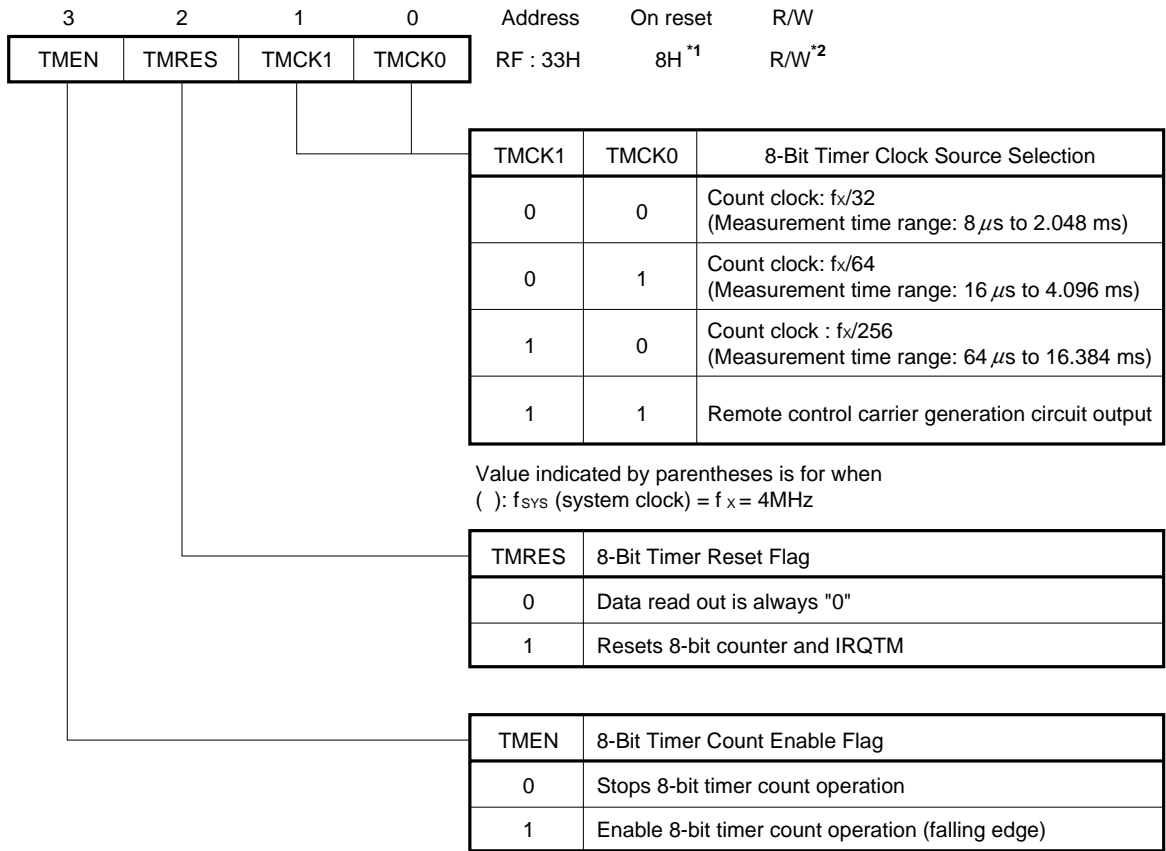 3 2 1 0 Address On reset R/W
TMEN TMRES TMCK1 TMCK0 RF : 33H 8H *1 R/W *2
TMCK1 TMCK0 8-Bit Timer Clock Source Selection
0 0 Count clock: fX/32
(Measurement time range: 8 μs to 2.048 ms)
0 1 Count clock: fX/64
(Measurement time range: 16 μs to 4.096 ms)
1 0 Count clock : fX/256
(Measurement time range: 64 μs to 16.384 ms)
1 1 Remote control carrier generation circuit output
Value indicated by parentheses is for when
( ): fSYS (system clock) = f X = 4MHz
TMRES 8-Bit Timer Reset Flag
0 Data read out is always "0"
1 Resets 8-bit counter and IRQTM
TMEN 8-Bit Timer Count Enable Flag
0 Stops 8-bit timer count operation
1 Enable 8-bit timer count operation (falling edge)